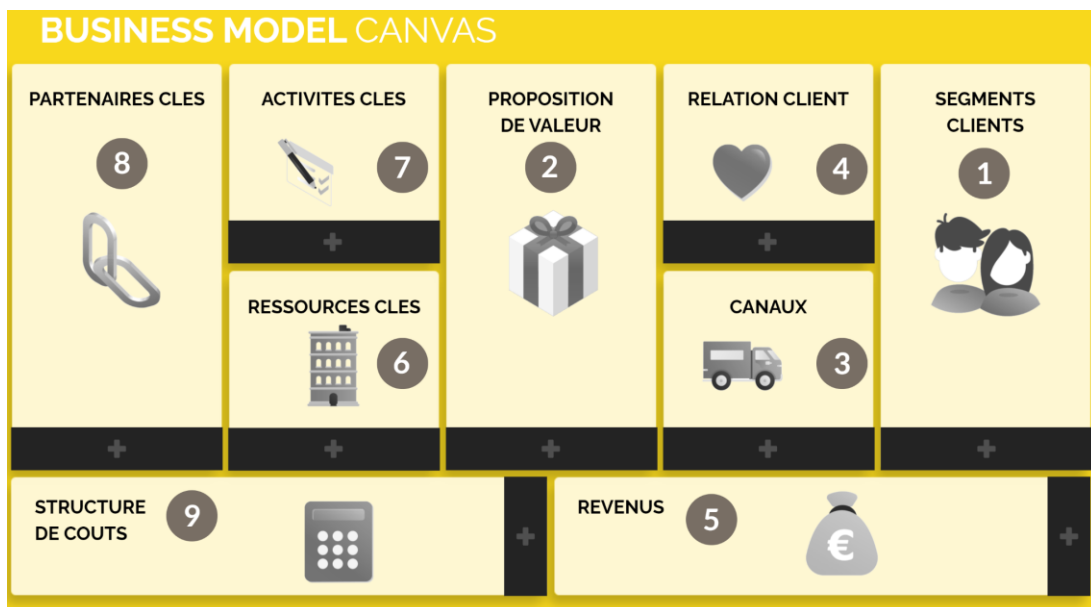 BUSINESS MODEL CANVAS
PARTENAIRES CLES
8
ACTIVITES CLES
7
RESSOURCES CLES
6
PROPOSITION
DE VALEUR
2
RELATION CLIENT
4
CANAUX
3
SEGMENTS
CLIENTS
1
STRUCTURE
DE COUTS
9
REVENUS
5
€